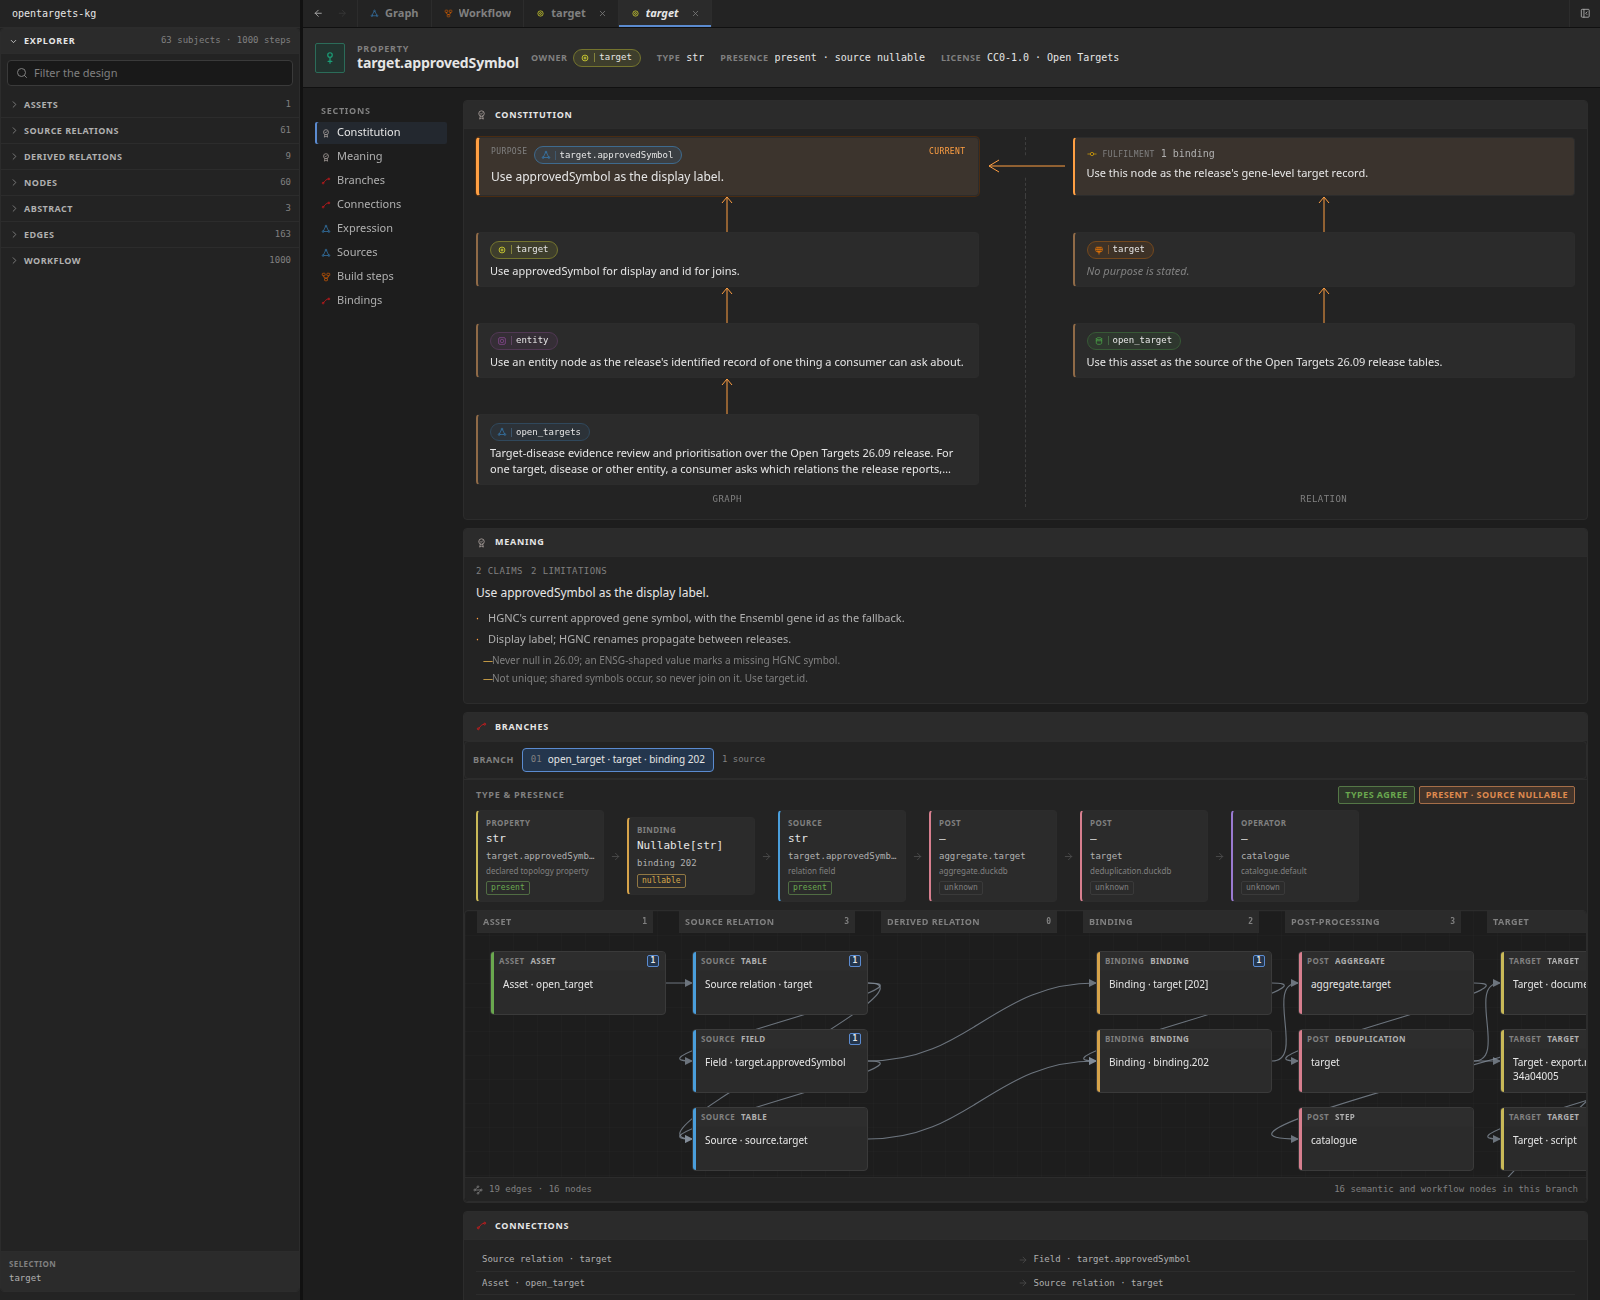 opentargets-kg
Graph
Workflow
target
target
EXPLORER 63 subjects · 1000 steps
Filter the design
ASSETS 1
SOURCE RELATIONS 61
DERIVED RELATIONS 9
NODES 60
ABSTRACT 3
EDGES 163
WORKFLOW 1000
SELECTION
target
PROPERTY
target.approvedSymbol
OWNER target TYPE str PRESENCE present · source nullable LICENSE CC0-1.0 · Open Targets
SECTIONS
Constitution
Meaning
Branches
Connections
Expression
Sources
Build steps
Bindings
CONSTITUTION
PURPOSE target.approvedSymbol CURRENT
Use approvedSymbol as the display label.
FULFILMENT 1 binding
Use this node as the release's gene-level target record.
target
Use approvedSymbol for display and id for joins.
target
No purpose is stated.
entity
Use an entity node as the release's identified record of one thing a consumer can ask about.
open_target
Use this asset as the source of the Open Targets 26.09 release tables.
open_targets
Target-disease evidence review and prioritisation over the Open Targets 26.09 release. For
one target, disease or other entity, a consumer asks which relations the release reports,…
GRAPH
RELATION
MEANING
2 CLAIMS 2 LIMITATIONS
Use approvedSymbol as the display label.
· HGNC's current approved gene symbol, with the Ensembl gene id as the fallback.
· Display label; HGNC renames propagate between releases.
—Never null in 26.09; an ENSG-shaped value marks a missing HGNC symbol.
—Not unique; shared symbols occur, so never join on it. Use target.id.
BRANCHES
BRANCH 01 open_target · target · binding 202 1 source
TYPE & PRESENCE TYPES AGREE PRESENT · SOURCE NULLABLE
PROPERTY
str
target.approvedSymb…
declared topology property
present
BINDING
Nullable[str]
binding 202
nullable
SOURCE
str
target.approvedSymb…
relation field
present
POST
—
aggregate.target
aggregate.duckdb
unknown
POST
—
target
deduplication.duckdb
unknown
OPERATOR
—
catalogue
catalogue.default
unknown
ASSET 1
SOURCE RELATION 3
DERIVED RELATION 0
BINDING 2
POST-PROCESSING 3
TARGET
ASSET ASSET 1
Asset · open_target
SOURCE TABLE 1
Source relation · target
BINDING BINDING 1
Binding · target [202]
POST AGGREGATE
aggregate.target
TARGET TARGET
Target · docume
SOURCE FIELD 1
Field · target.approvedSymbol
BINDING BINDING
Binding · binding.202
POST DEDUPLICATION
target
TARGET TARGET
Target · export.
34a04005
SOURCE TABLE
Source · source.target
POST STEP
catalogue
TARGET TARGET
Target · script
19 edges · 16 nodes
16 semantic and workflow nodes in this branch
CONNECTIONS
Source relation · target → Field · target.approvedSymbol
Asset · open_target → Source relation · target